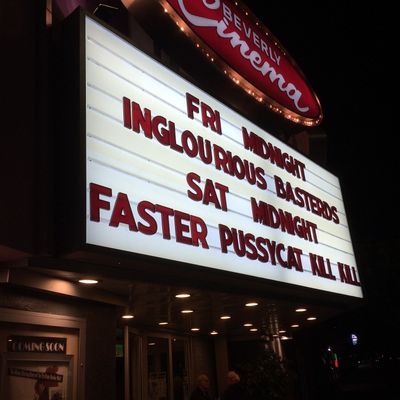 BEVERLY
Cinema
FRI MIDNIGHT
INGLOURIOUS BASTERDS
SAT MIDNIGHT
FASTER PUSSYCAT KILL KILL
COMING SOON